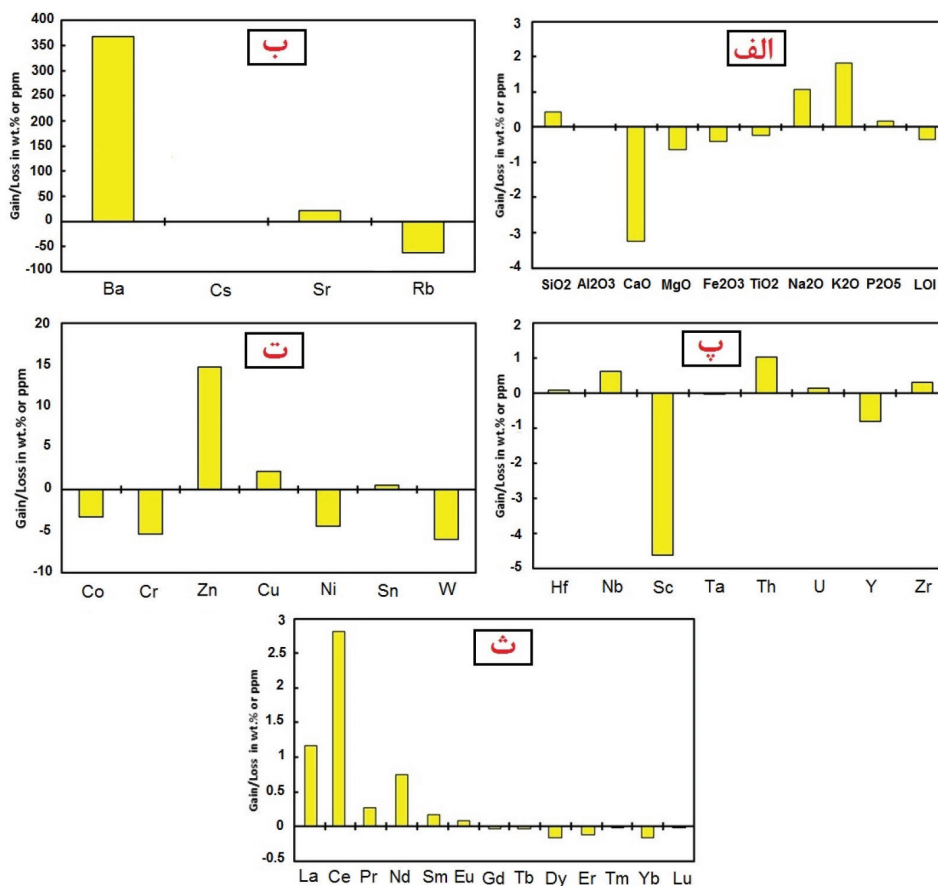 الف
Gain/Loss in wt.% or ppm
3
2
1
0
-1
-2
-3
-4
SiO2 Al2O3 CaO MgO Fe2O3 TiO2 Na2O K2O P2O5 LOI
ب
Gain/Loss in wt.% or ppm
400
350
300
250
200
150
100
50
0
-50
-100
Ba Cs Sr Rb
پ
Gain/Loss in wt.% or ppm
2
1
0
-1
-2
-3
-4
-5
Hf Nb Sc Ta Th U Y Zr
ت
Gain/Loss in wt.% or ppm
20
15
10
5
0
-5
-10
Co Cr Zn Cu Ni Sn W
ث
Gain/Loss in wt.% or ppm
3
2.5
2
1.5
1
0.5
0
-0.5
La Ce Pr Nd Sm Eu Gd Tb Dy Er Tm Yb Lu